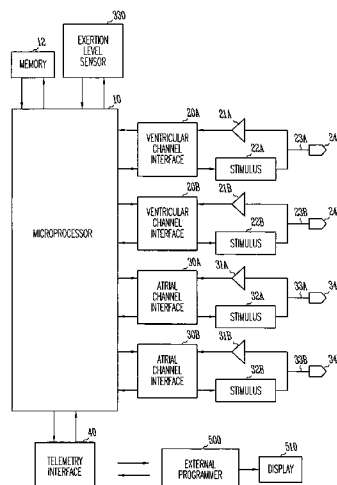 330
EXERTION
LEVEL
SENSOR
12
MEMORY
10
MICROPROCESSOR
20A
VENTRICULAR
CHANNEL
INTERFACE
21A
22A
STIMULUS
23A
24
20B
VENTRICULAR
CHANNEL
INTERFACE
21B
22B
STIMULUS
23B
24
30A
ATRIAL
CHANNEL
INTERFACE
31A
32A
STIMULUS
33A
34
30B
ATRIAL
CHANNEL
INTERFACE
31B
32B
STIMULUS
33B
34
40
TELEMETRY
INTERFACE
500
EXTERNAL
PROGRAMMER
510
DISPLAY